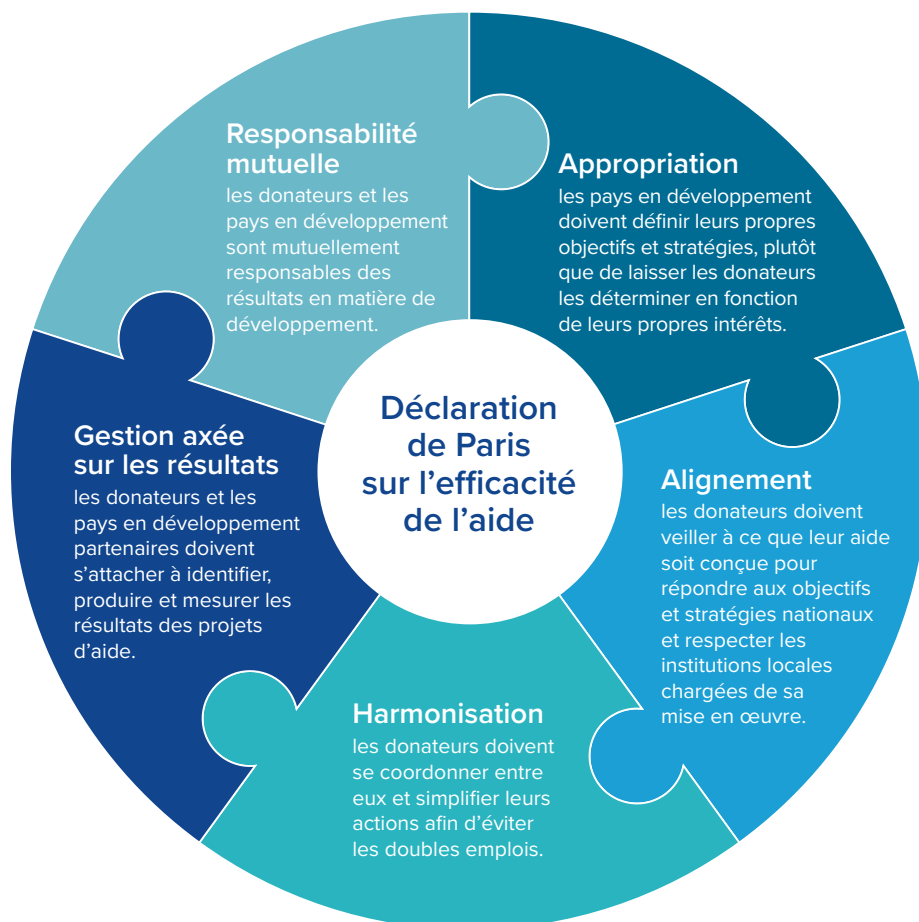 Déclaration
de Paris
sur l’efficacité
de l’aide
Appropriation
les pays en développement
doivent définir leurs propres
objectifs et stratégies, plutôt
que de laisser les donateurs
les déterminer en fonction
de leurs propres intérêts.
Alignement
les donateurs doivent
veiller à ce que leur aide
soit conçue pour
répondre aux objectifs
et stratégies nationaux
et respecter les
institutions locales
chargées de sa
mise en œuvre.
Harmonisation
les donateurs doivent
se coordonner entre
eux et simplifier leurs
actions afin d’éviter
les doubles emplois.
Gestion axée
sur les résultats
les donateurs et les
pays en développement
partenaires doivent
s’attacher à identifier,
produire et mesurer les
résultats des projets
d’aide.
Responsabilité
mutuelle
les donateurs et les
pays en développement
sont mutuellement
responsables des
résultats en matière de
développement.